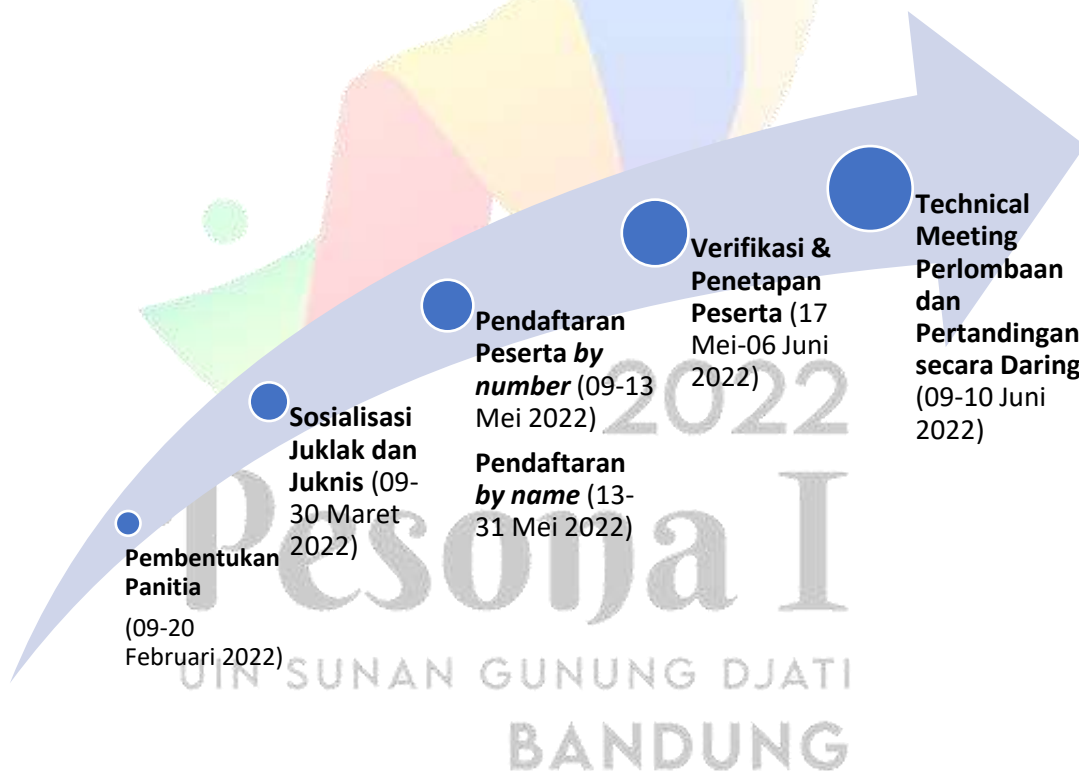 Pembentukan
Panitia
(09-20
Februari 2022)
Sosialisasi
Juklak dan
Juknis (09-
30 Maret
2022)
Pendaftaran
Peserta by
number (09-13
Mei 2022)
Pendaftaran
by name (13-
31 Mei 2022)
Verifikasi &
Penetapan
Peserta (17
Mei-06 Juni
2022)
Technical
Meeting
Perlombaan
dan
Pertandingan
secara Daring
(09-10 Juni
2022)
2022
Pesona I
UIN SUNAN GUNUNG DJATI
BANDUNG